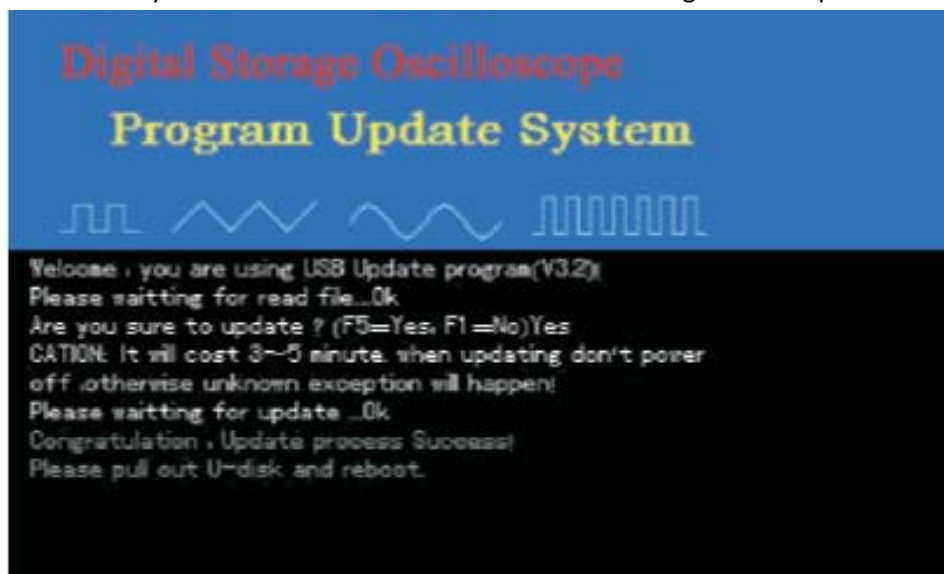 Digital Storage Oscilloscope
Program Update System
Welcome , you are using USB Update program(V3.2)!
Please waitting for read file...Ok
Are you sure to update ? (F5=Yes, F1=No)Yes
CATION: It will cost 3~5 minute, when updating don't power
off ,otherwise unknown exception will happen!
Please waitting for update ...Ok
Congratulation , Update process Success!
Please pull out U-disk and reboot.